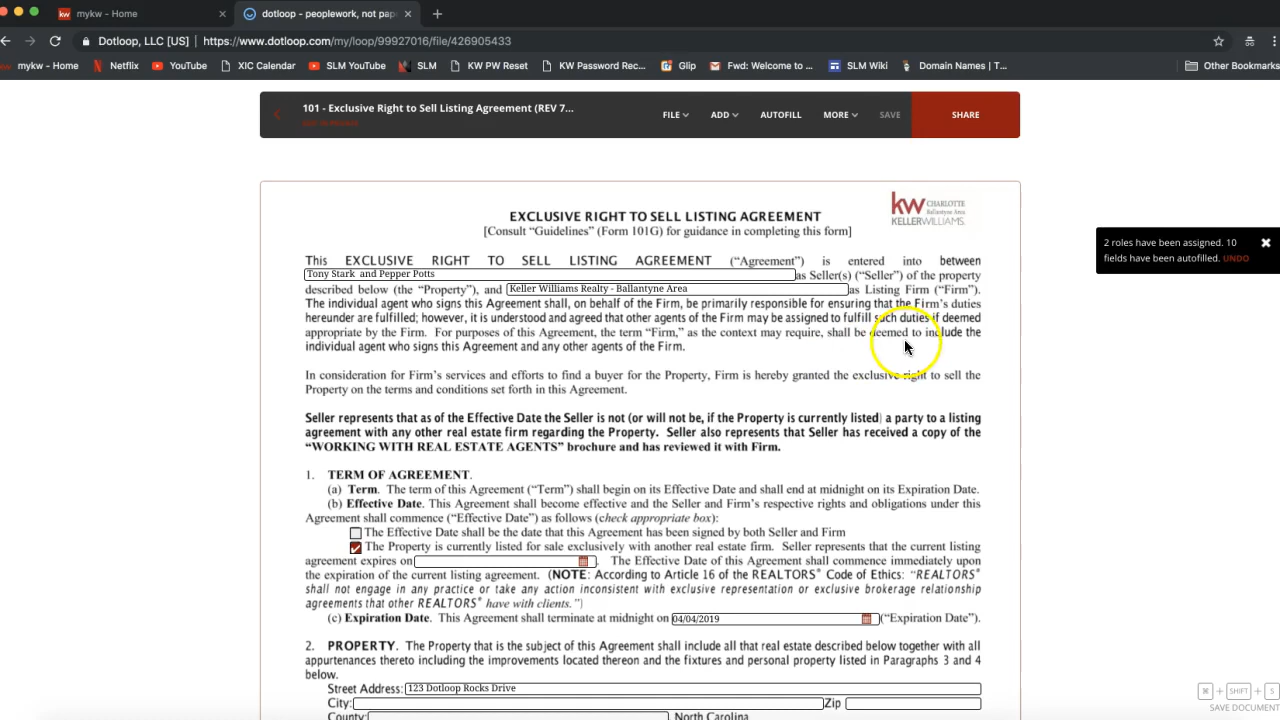 mykw - Home
dotloop - peoplework, not pap
Dotloop, LLC [US] | https://www.dotloop.com/my/loop/99927016/file/426905433
mykw - Home Netflix YouTube XIC Calendar SLM YouTube SLM KW PW Reset KW Password Rec... Glip Fwd: Welcome to ... SLM Wiki Domain Names | T... Other Bookmarks
101 - Exclusive Right to Sell Listing Agreement (REV 7...
FILE ADD AUTOFILL MORE SAVE SHARE
kw CHARLOTTE
Ballantyne Area
KELLERWILLIAMS.
2 roles have been assigned. 10
fields have been autofilled. UNDO
EXCLUSIVE RIGHT TO SELL LISTING AGREEMENT
[Consult “Guidelines” (Form 101G) for guidance in completing this form]
This EXCLUSIVE RIGHT TO SELL LISTING AGREEMENT (“Agreement”) is entered into between
Tony Stark and Pepper Potts as Seller(s) (“Seller”) of the property
described below (the “Property”), and Keller Williams Realty - Ballantyne Area as Listing Firm (“Firm”).
The individual agent who signs this Agreement shall, on behalf of the Firm, be primarily responsible for ensuring that the Firm’s duties
hereunder are fulfilled; however, it is understood and agreed that other agents of the Firm may be assigned to fulfill such duties if deemed
appropriate by the Firm. For purposes of this Agreement, the term “Firm,” as the context may require, shall be deemed to include the
individual agent who signs this Agreement and any other agents of the Firm.
In consideration for Firm’s services and efforts to find a buyer for the Property, Firm is hereby granted the exclusive right to sell the
Property on the terms and conditions set forth in this Agreement.
Seller represents that as of the Effective Date the Seller is not (or will not be, if the Property is currently listed) a party to a listing
agreement with any other real estate firm regarding the Property. Seller also represents that Seller has received a copy of the
“WORKING WITH REAL ESTATE AGENTS” brochure and has reviewed it with Firm.
1. TERM OF AGREEMENT.
(a) Term. The term of this Agreement (“Term”) shall begin on its Effective Date and shall end at midnight on its Expiration Date.
(b) Effective Date. This Agreement shall become effective and the Seller and Firm’s respective rights and obligations under this
Agreement shall commence (“Effective Date”) as follows (check appropriate box):
The Effective Date shall be the date that this Agreement has been signed by both Seller and Firm
The Property is currently listed for sale exclusively with another real estate firm. Seller represents that the current listing
agreement expires on . The Effective Date of this Agreement shall commence immediately upon
the expiration of the current listing agreement. (NOTE: According to Article 16 of the REALTORS® Code of Ethics: “REALTORS®
shall not engage in any practice or take any action inconsistent with exclusive representation or exclusive brokerage relationship
agreements that other REALTORS® have with clients.”)
(c) Expiration Date. This Agreement shall terminate at midnight on 04/04/2019 (“Expiration Date”).
2. PROPERTY. The Property that is the subject of this Agreement shall include all that real estate described below together with all
appurtenances thereto including the improvements located thereon and the fixtures and personal property listed in Paragraphs 3 and 4
below.
Street Address: 123 Dotloop Rocks Drive
City: Zip
County: , North Carolina
⌘ + SHIFT + S
SAVE DOCUMENT